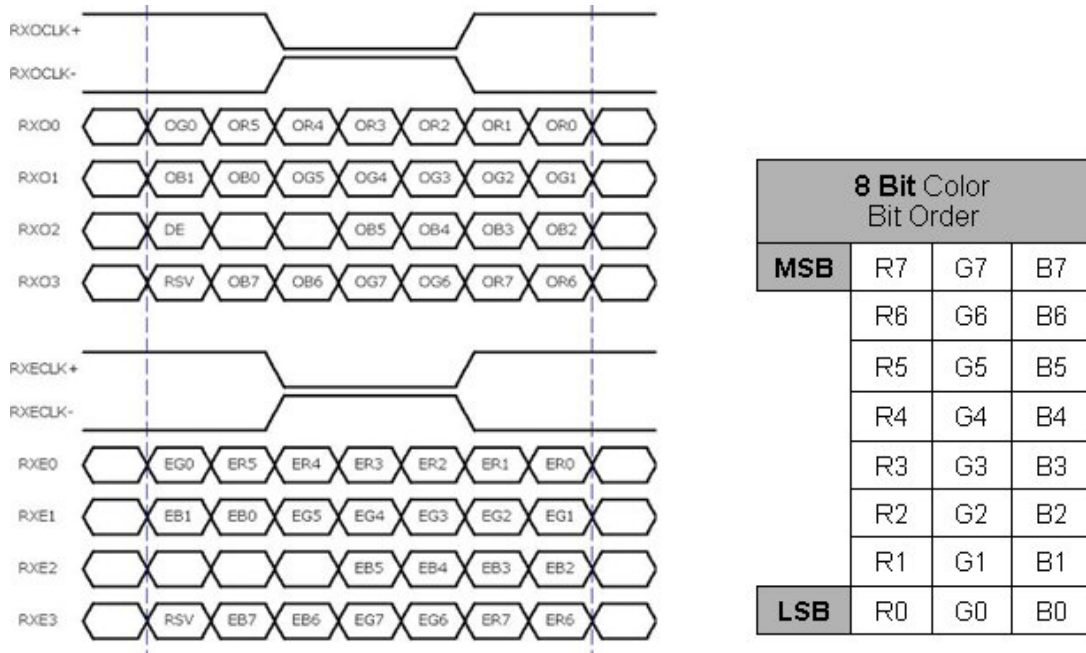 RXOCLK+
RXOCLK-
RXO0 OG0 OR5 OR4 OR3 OR2 OR1 OR0
RXO1 OB1 OB0 OG5 OG4 OG3 OG2 OG1
RXO2 DE OB5 OB4 OB3 OB2
RXO3 RSV OB7 OB6 OG7 OG6 OR7 OR6
RXECLK+
RXECLK-
RXE0 EG0 ER5 ER4 ER3 ER2 ER1 ER0
RXE1 EB1 EB0 EG5 EG4 EG3 EG2 EG1
RXE2 EB5 EB4 EB3 EB2
RXE3 RSV EB7 EB6 EG7 EG6 ER7 ER6
8 Bit Color
Bit Order
MSB R7 G7 B7
R6 G6 B6
R5 G5 B5
R4 G4 B4
R3 G3 B3
R2 G2 B2
R1 G1 B1
LSB R0 G0 B0